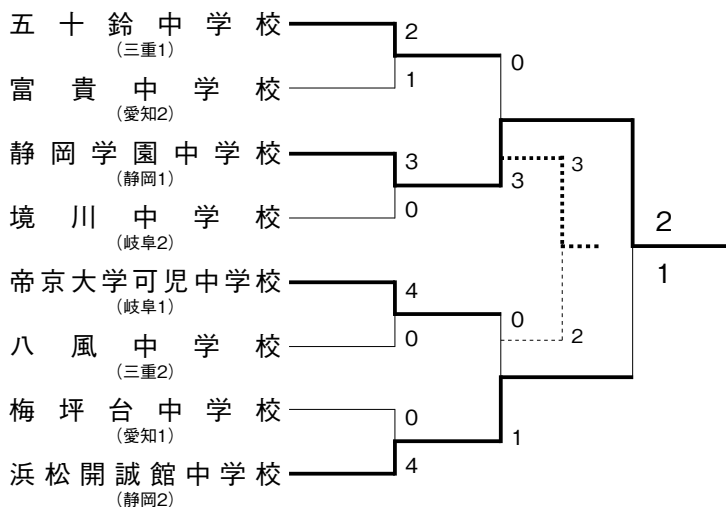 五十鈴中学校
(三重1)
2
0
富貴中学校
(愛知2)
1
静岡学園中学校
(静岡1)
3
3
3
境川中学校
(岐阜2)
0
2
1
帝京大学可児中学校
(岐阜1)
4
0
八風中学校
(三重2)
0
2
梅坪台中学校
(愛知1)
0
1
浜松開誠館中学校
(静岡2)
4